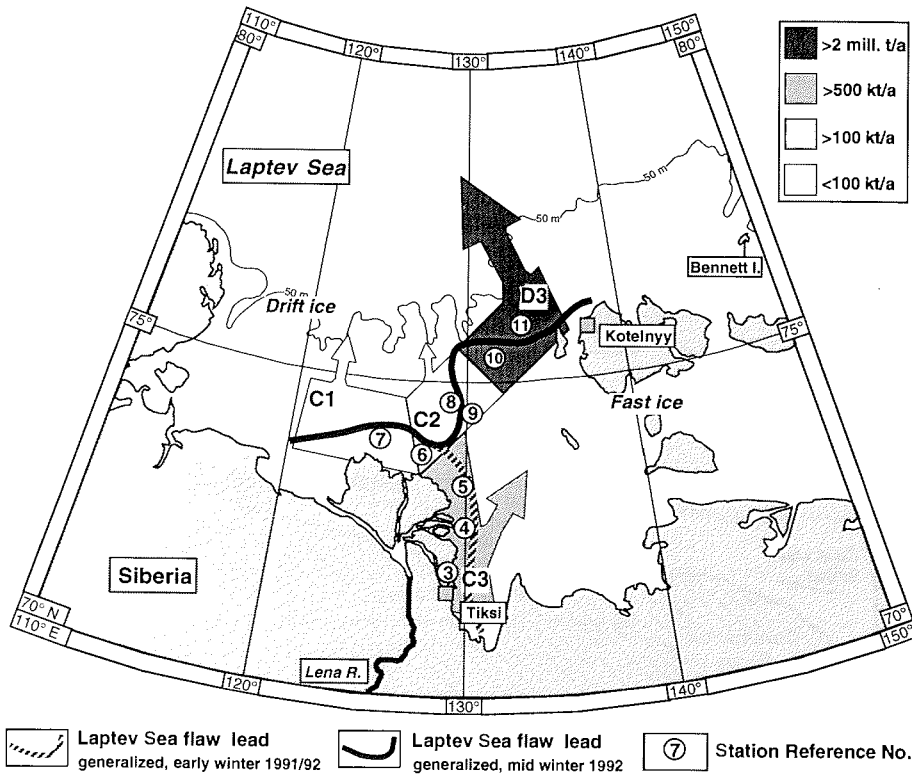 110°
120°
130°
140°
150°
80°
80°
>2 mill. t/a
>500 kt/a
>100 kt/a
<100 kt/a
Laptev Sea
50 m
50 m
50 m
Bennett I.
Drift ice
D3
75°
75°
11
Kotelnyy
10
C1
C2
8
9
Fast ice
7
6
5
4
Siberia
3
C3
Tiksi
70° N
110° E
70°
150°
Lena R.
120°
130°
140°
Laptev Sea flaw lead
generalized, early winter 1991/92
Laptev Sea flaw lead
generalized, mid winter 1992
7 Station Reference No.